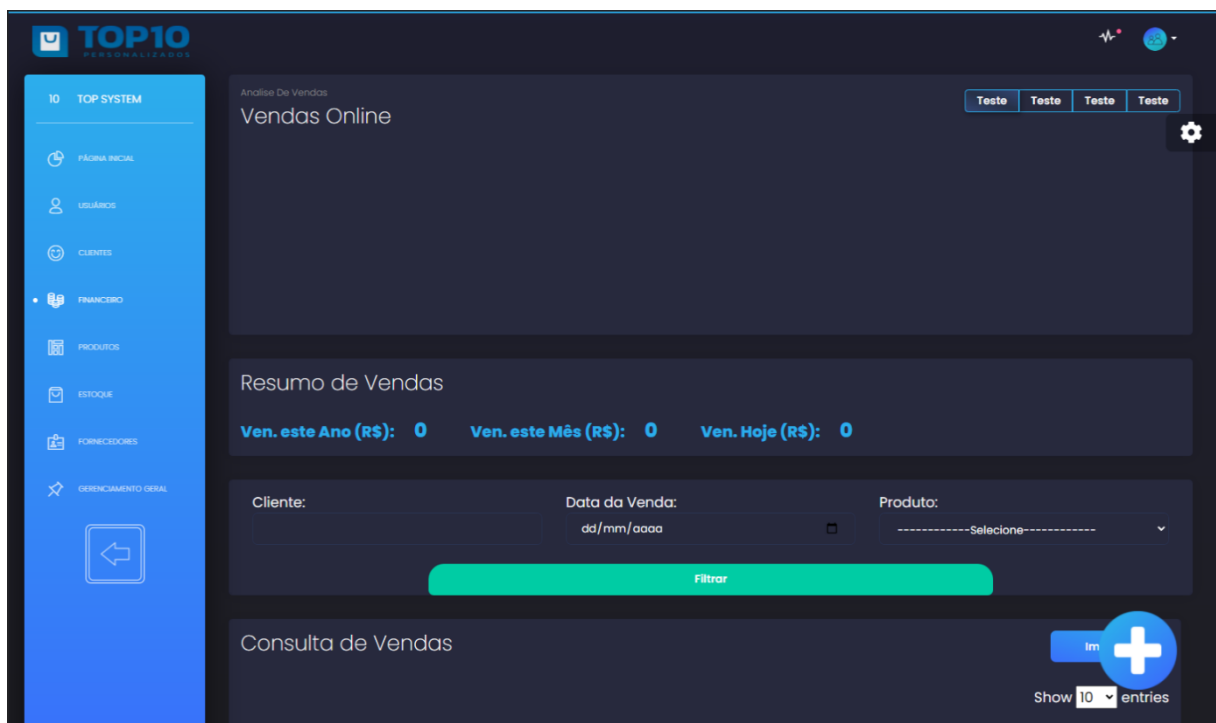 TOP10
PERSONALIZADOS
10 TOP SYSTEM
PÁGINA INICIAL
USUÁRIOS
CLIENTES
FINANCEIRO
PRODUTOS
ESTOQUE
FORNECEDORES
GERENCIAMENTO GERAL
Analise De Vendas
Vendas Online
Teste Teste Teste Teste
Resumo de Vendas
Ven. este Ano (R$): 0 Ven. este Mês (R$): 0 Ven. Hoje (R$): 0
Cliente: Data da Venda: Produto:
dd/mm/aaaa ------------Selecione------------
Filtrar
Consulta de Vendas
Im
Show 10 entries